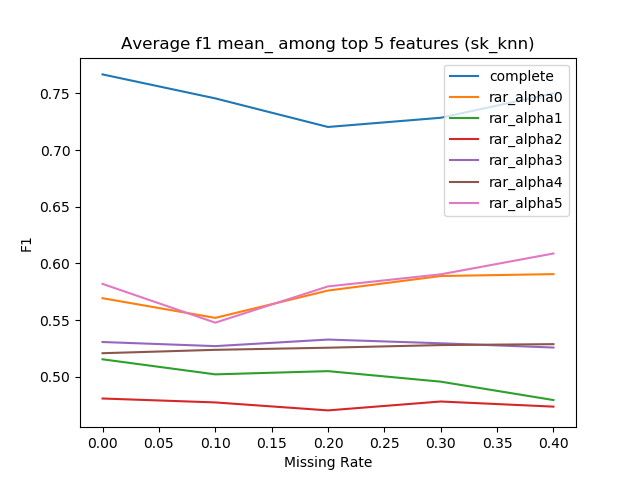 Average f1 mean_ among top 5 features (sk_knn)
complete
rar_alpha0
rar_alpha1
rar_alpha2
rar_alpha3
rar_alpha4
rar_alpha5
F1
0.75
0.70
0.65
0.60
0.55
0.50
0.00 0.05 0.10 0.15 0.20 0.25 0.30 0.35 0.40
Missing Rate